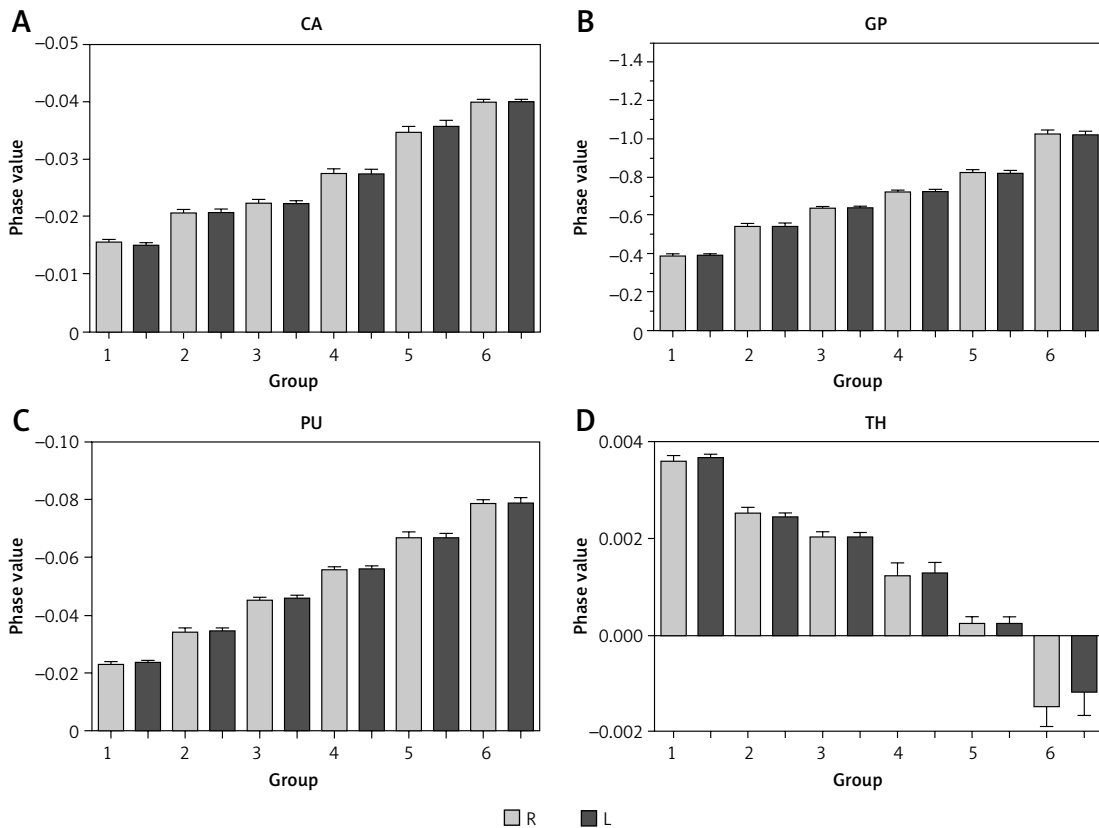 A
CA
Phase value
–0.05
–0.04
–0.03
–0.02
–0.01
0
1 2 3 4 5 6
Group
B
GP
Phase value
–1.4
–1.2
–1.0
–0.8
–0.6
–0.4
–0.2
0
1 2 3 4 5 6
Group
C
PU
Phase value
–0.10
–0.08
–0.06
–0.04
–0.02
0
1 2 3 4 5 6
Group
D
TH
Phase value
0.004
0.002
0.000
–0.002
1 2 3 4 5 6
Group
R L